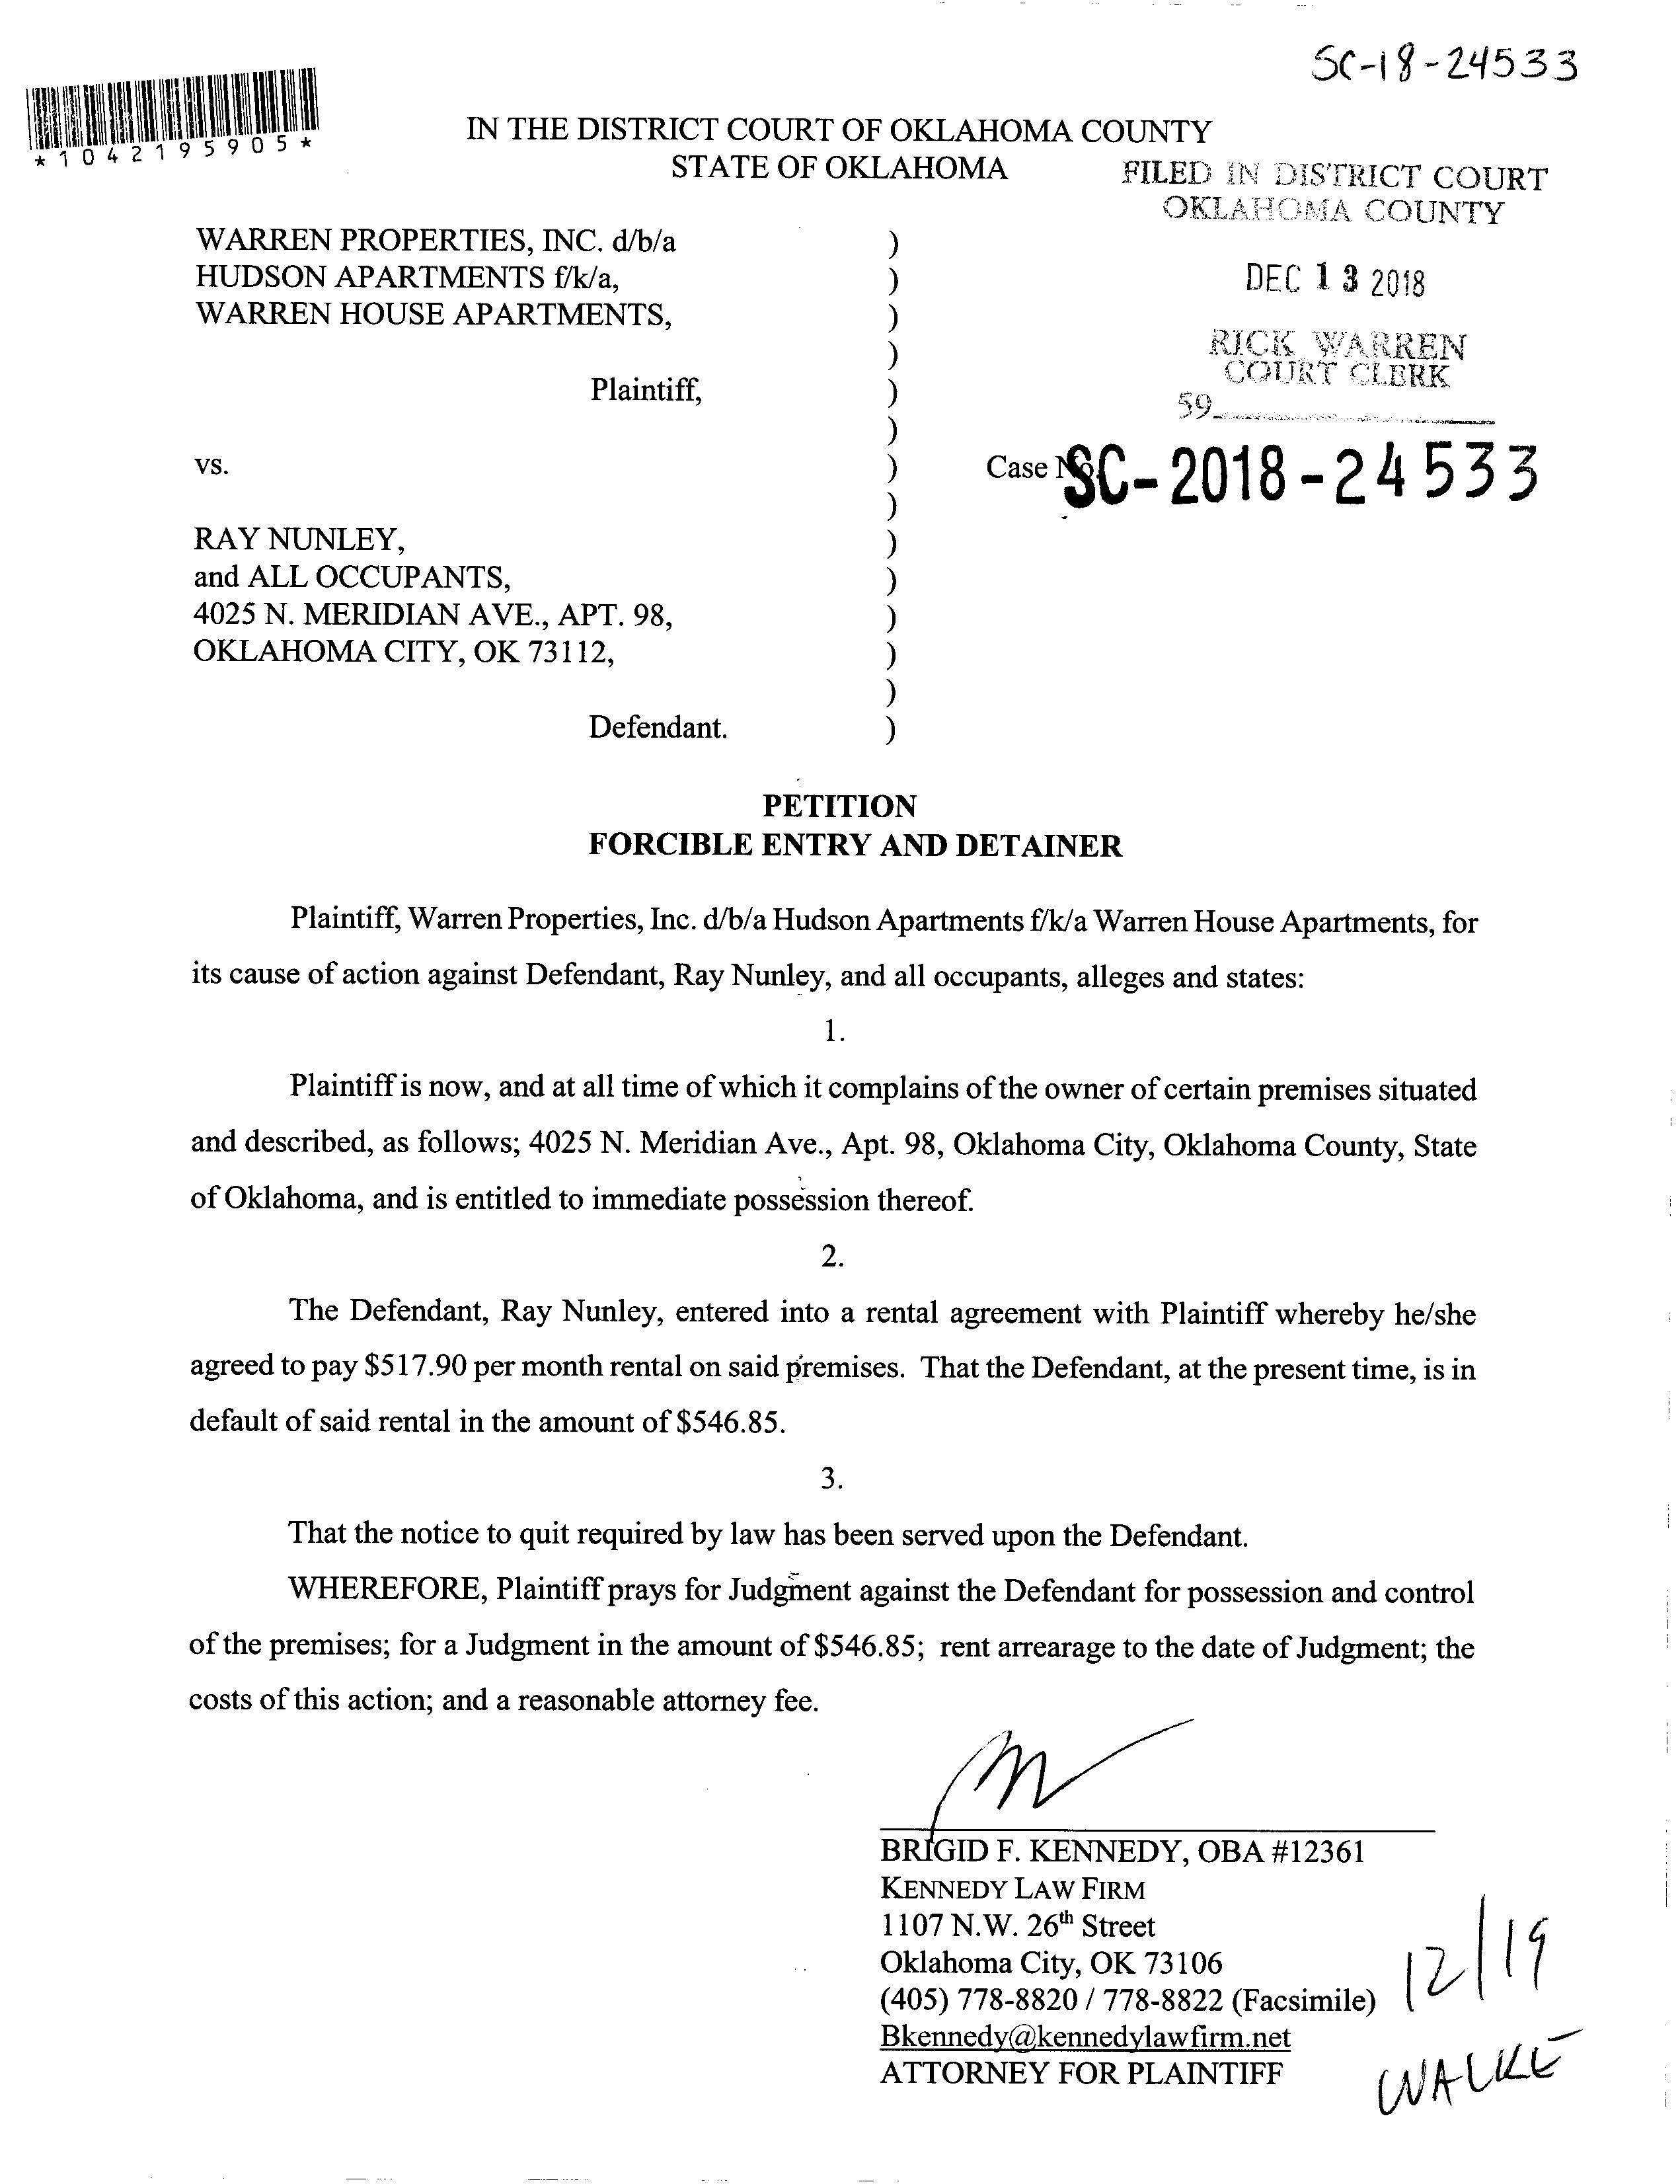 SC-18-24533
*1042195905*
IN THE DISTRICT COURT OF OKLAHOMA COUNTY
STATE OF OKLAHOMA
FILED IN DISTRICT COURT
OKLAHOMA COUNTY
DEC 13 2018
RICK WARREN
COURT CLERK
59
WARREN PROPERTIES, INC. d/b/a )
HUDSON APARTMENTS f/k/a, )
WARREN HOUSE APARTMENTS, )
)
Plaintiff, )
)
vs. ) Case No. SC-2018-24533
)
RAY NUNLEY, )
and ALL OCCUPANTS, )
4025 N. MERIDIAN AVE., APT. 98, )
OKLAHOMA CITY, OK 73112, )
)
Defendant. )
PETITION
FORCIBLE ENTRY AND DETAINER
Plaintiff, Warren Properties, Inc. d/b/a Hudson Apartments f/k/a Warren House Apartments, for
its cause of action against Defendant, Ray Nunley, and all occupants, alleges and states:
1.
Plaintiff is now, and at all time of which it complains of the owner of certain premises situated
and described, as follows; 4025 N. Meridian Ave., Apt. 98, Oklahoma City, Oklahoma County, State
of Oklahoma, and is entitled to immediate possession thereof.
2.
The Defendant, Ray Nunley, entered into a rental agreement with Plaintiff whereby he/she
agreed to pay $517.90 per month rental on said premises. That the Defendant, at the present time, is in
default of said rental in the amount of $546.85.
3.
That the notice to quit required by law has been served upon the Defendant.
WHEREFORE, Plaintiff prays for Judgment against the Defendant for possession and control
of the premises; for a Judgment in the amount of $546.85; rent arrearage to the date of Judgment; the
costs of this action; and a reasonable attorney fee.
BRIGID F. KENNEDY, OBA #12361
KENNEDY LAW FIRM
1107 N.W. 26th Street
Oklahoma City, OK 73106
(405) 778-8820 / 778-8822 (Facsimile)
Bkennedy@kennedylawfirm.net
ATTORNEY FOR PLAINTIFF
12/19
WALKE